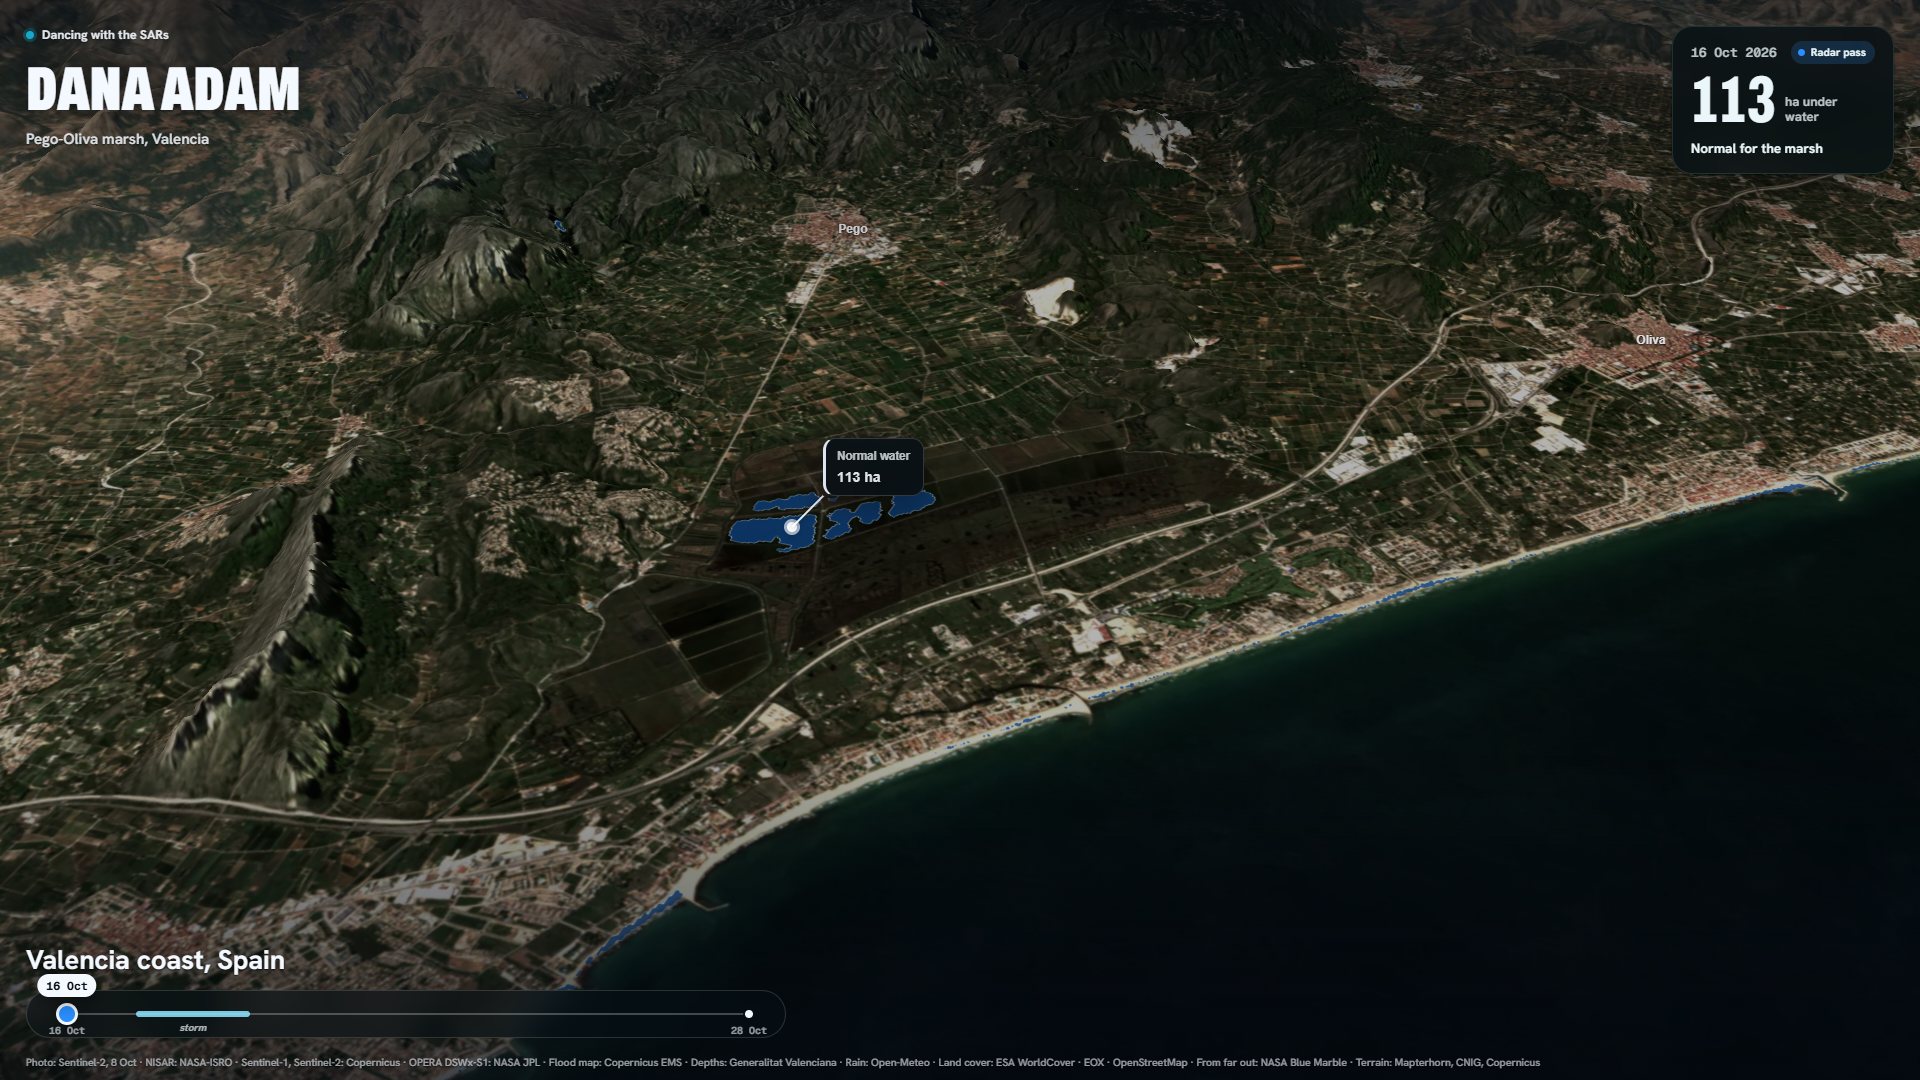 Dancing with the SARs
DANA ADAM
Pego-Oliva marsh, Valencia
16 Oct 2026
Radar pass
113
ha under
water
Normal for the marsh
Pego
Oliva
Normal water
113 ha
Valencia coast, Spain
16 Oct
16 Oct
storm
28 Oct
Photo: Sentinel-2, 8 Oct · NISAR: NASA-ISRO · Sentinel-1, Sentinel-2: Copernicus · OPERA DSWx-S1: NASA JPL · Flood map: Copernicus EMS · Depths: Generalitat Valenciana · Rain: Open-Meteo · Land cover: ESA WorldCover · EOX · OpenStreetMap · From far out: NASA Blue Marble · Terrain: Mapterhorn, CNIG, Copernicus